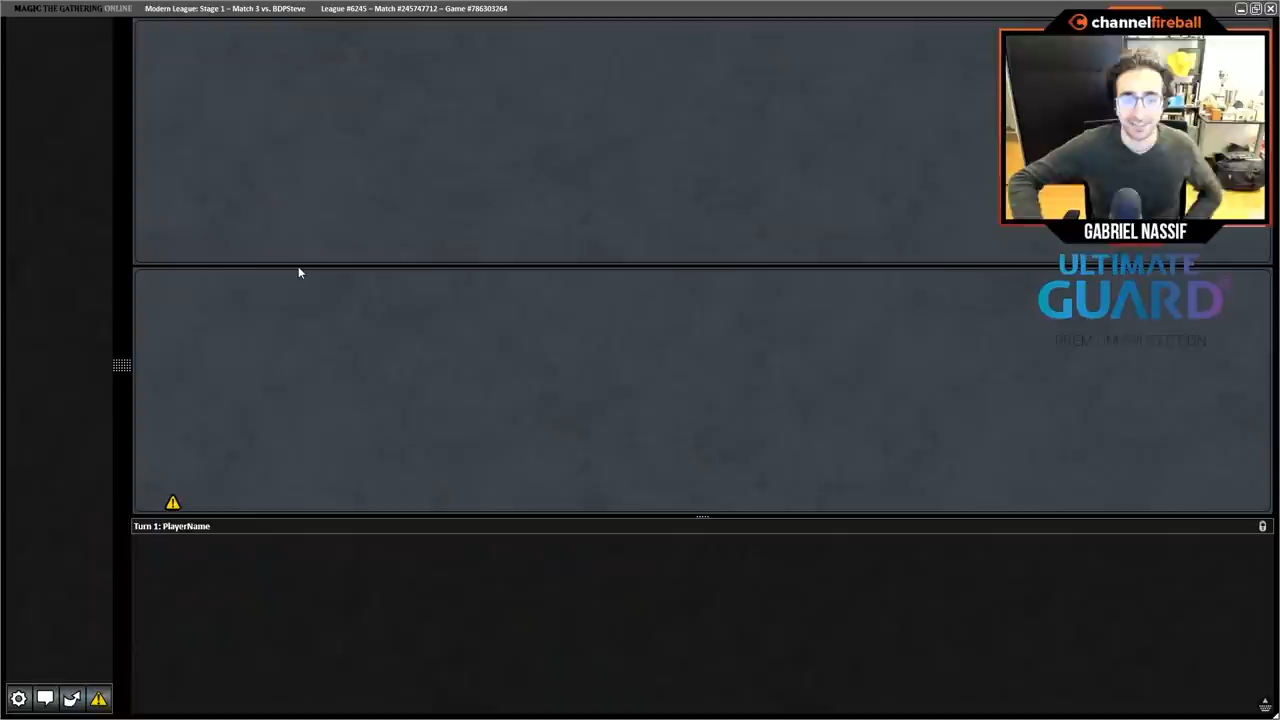 MAGIC THE GATHERING ONLINE
Modern League: Stage 1 – Match 3 vs. BDPSteve
League #6245 – Match #245747712 – Game #786303264
channelfireball
GABRIEL NASSIF
ULTIMATE
GUARD
PREMIUM PROTECTION
Turn 1: PlayerName